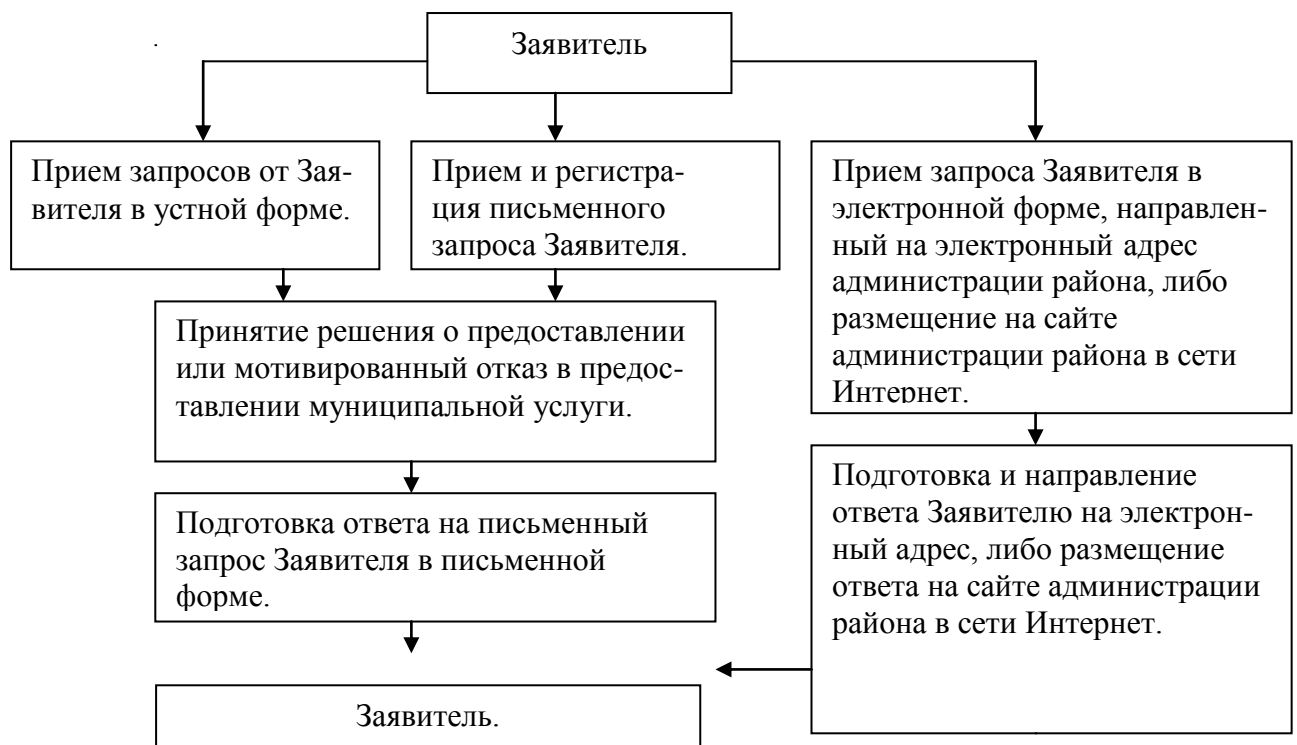 Заявитель
Прием запросов от Зая-
вителя в устной форме.
Прием и регистра-
ция письменного
запроса Заявителя.
Прием запроса Заявителя в
электронной форме, направлен-
ный на электронный адрес
администрации района, либо
размещение на сайте
администрации района в сети
Интернет.
Принятие решения о предоставлении
или мотивированный отказ в предос-
тавлении муниципальной услуги.
Подготовка ответа на письменный
запрос Заявителя в письменной
форме.
Подготовка и направление
ответа Заявителю на электрон-
ный адрес, либо размещение
ответа на сайте администрации
района в сети Интернет.
Заявитель.